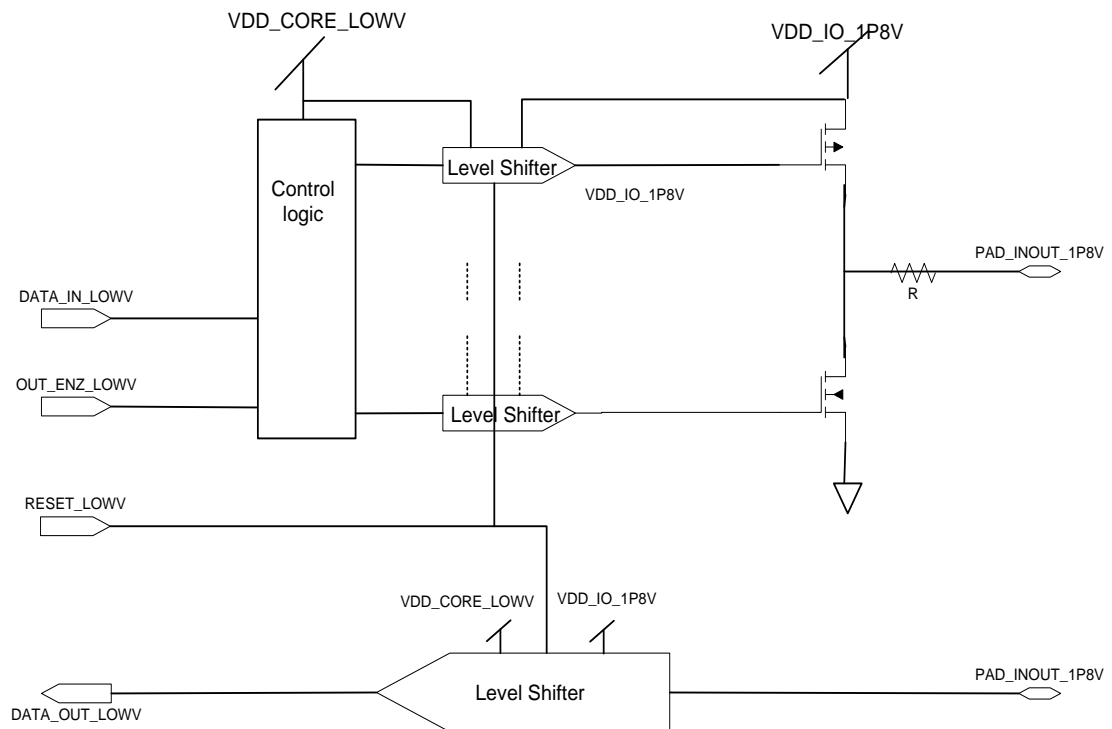 VDD_CORE_LOWV
VDD_IO_1P8V
Level Shifter
Control
logic
VDD_IO_1P8V
PAD_INOUT_1P8V
R
DATA_IN_LOWV
OUT_ENZ_LOWV
Level Shifter
RESET_LOWV
VDD_CORE_LOWV
VDD_IO_1P8V
Level Shifter
PAD_INOUT_1P8V
DATA_OUT_LOWV